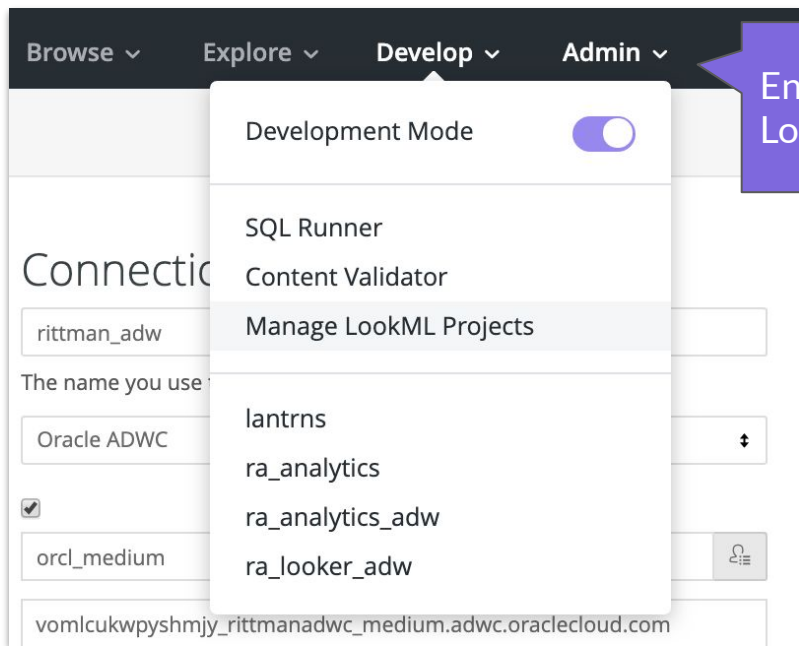 Browse Explore Develop Admin
En
Lo
Development Mode
SQL Runner
Connectio
Content Validator
Manage LookML Projects
rittman_adw
The name you use
lantrns
Oracle ADWC
ra_analytics
ra_analytics_adw
orcl_medium
ra_looker_adw
vomlcukwpyshmjy_rittmanadwc_medium.adwc.oraclecloud.com